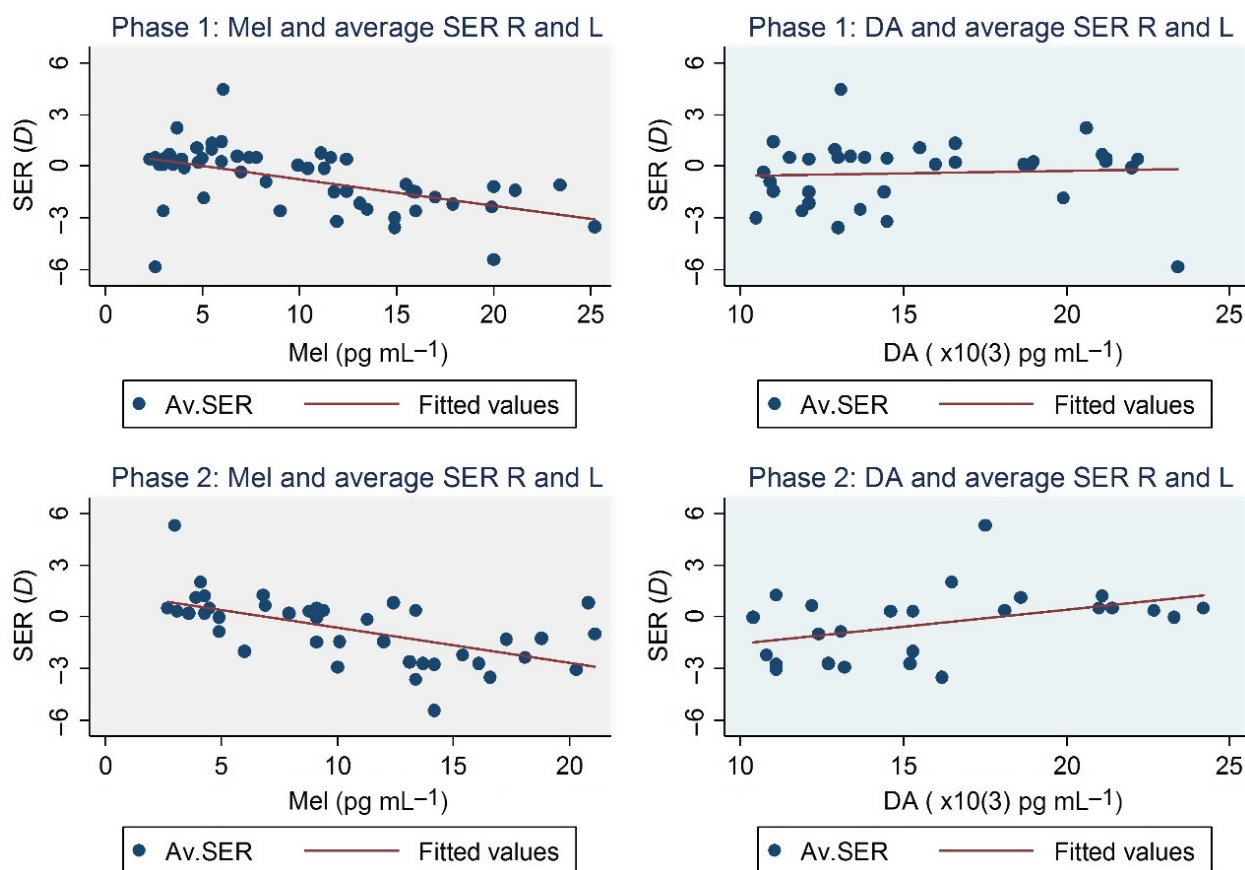 Phase 1: Mel and average SER R and L
SER (D)
6
3
0
−3
−6
0 5 10 15 20 25
Mel (pg mL−1)
Av.SER Fitted values
Phase 1: DA and average SER R and L
SER (D)
6
3
0
−3
−6
10 15 20 25
DA ( x10(3) pg mL−1)
Av.SER Fitted values
Phase 2: Mel and average SER R and L
SER (D)
6
3
0
−3
−6
0 5 10 15 20
Mel (pg mL−1)
Av.SER Fitted values
Phase 2: DA and average SER R and L
SER (D)
6
3
0
−3
−6
10 15 20 25
DA ( x10(3) pg mL−1)
Av.SER Fitted values